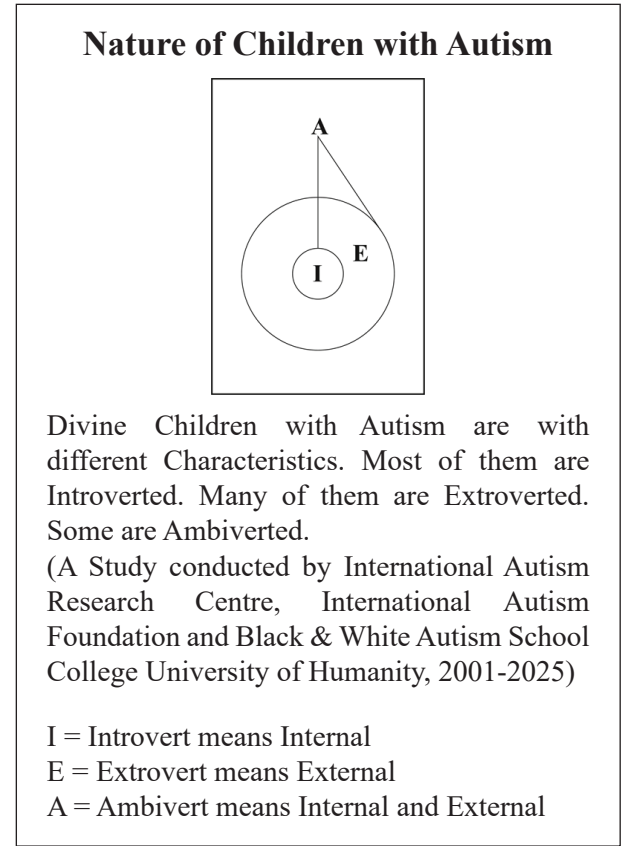 Nature of Children with Autism
A
E
I
Divine Children with Autism are with
different Characteristics. Most of them are
Introverted. Many of them are Extroverted.
Some are Ambiverted.
(A Study conducted by International Autism
Research Centre, International Autism
Foundation and Black & White Autism School
College University of Humanity, 2001-2025)
I = Introvert means Internal
E = Extrovert means External
A = Ambivert means Internal and External